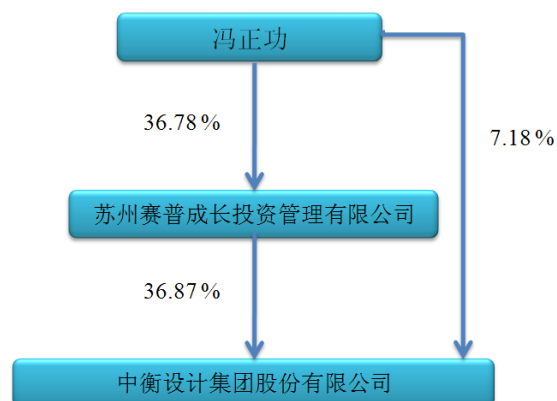 冯正功
36.78%
7.18%
苏州赛普成长投资管理有限公司
36.87%
中衡设计集团股份有限公司